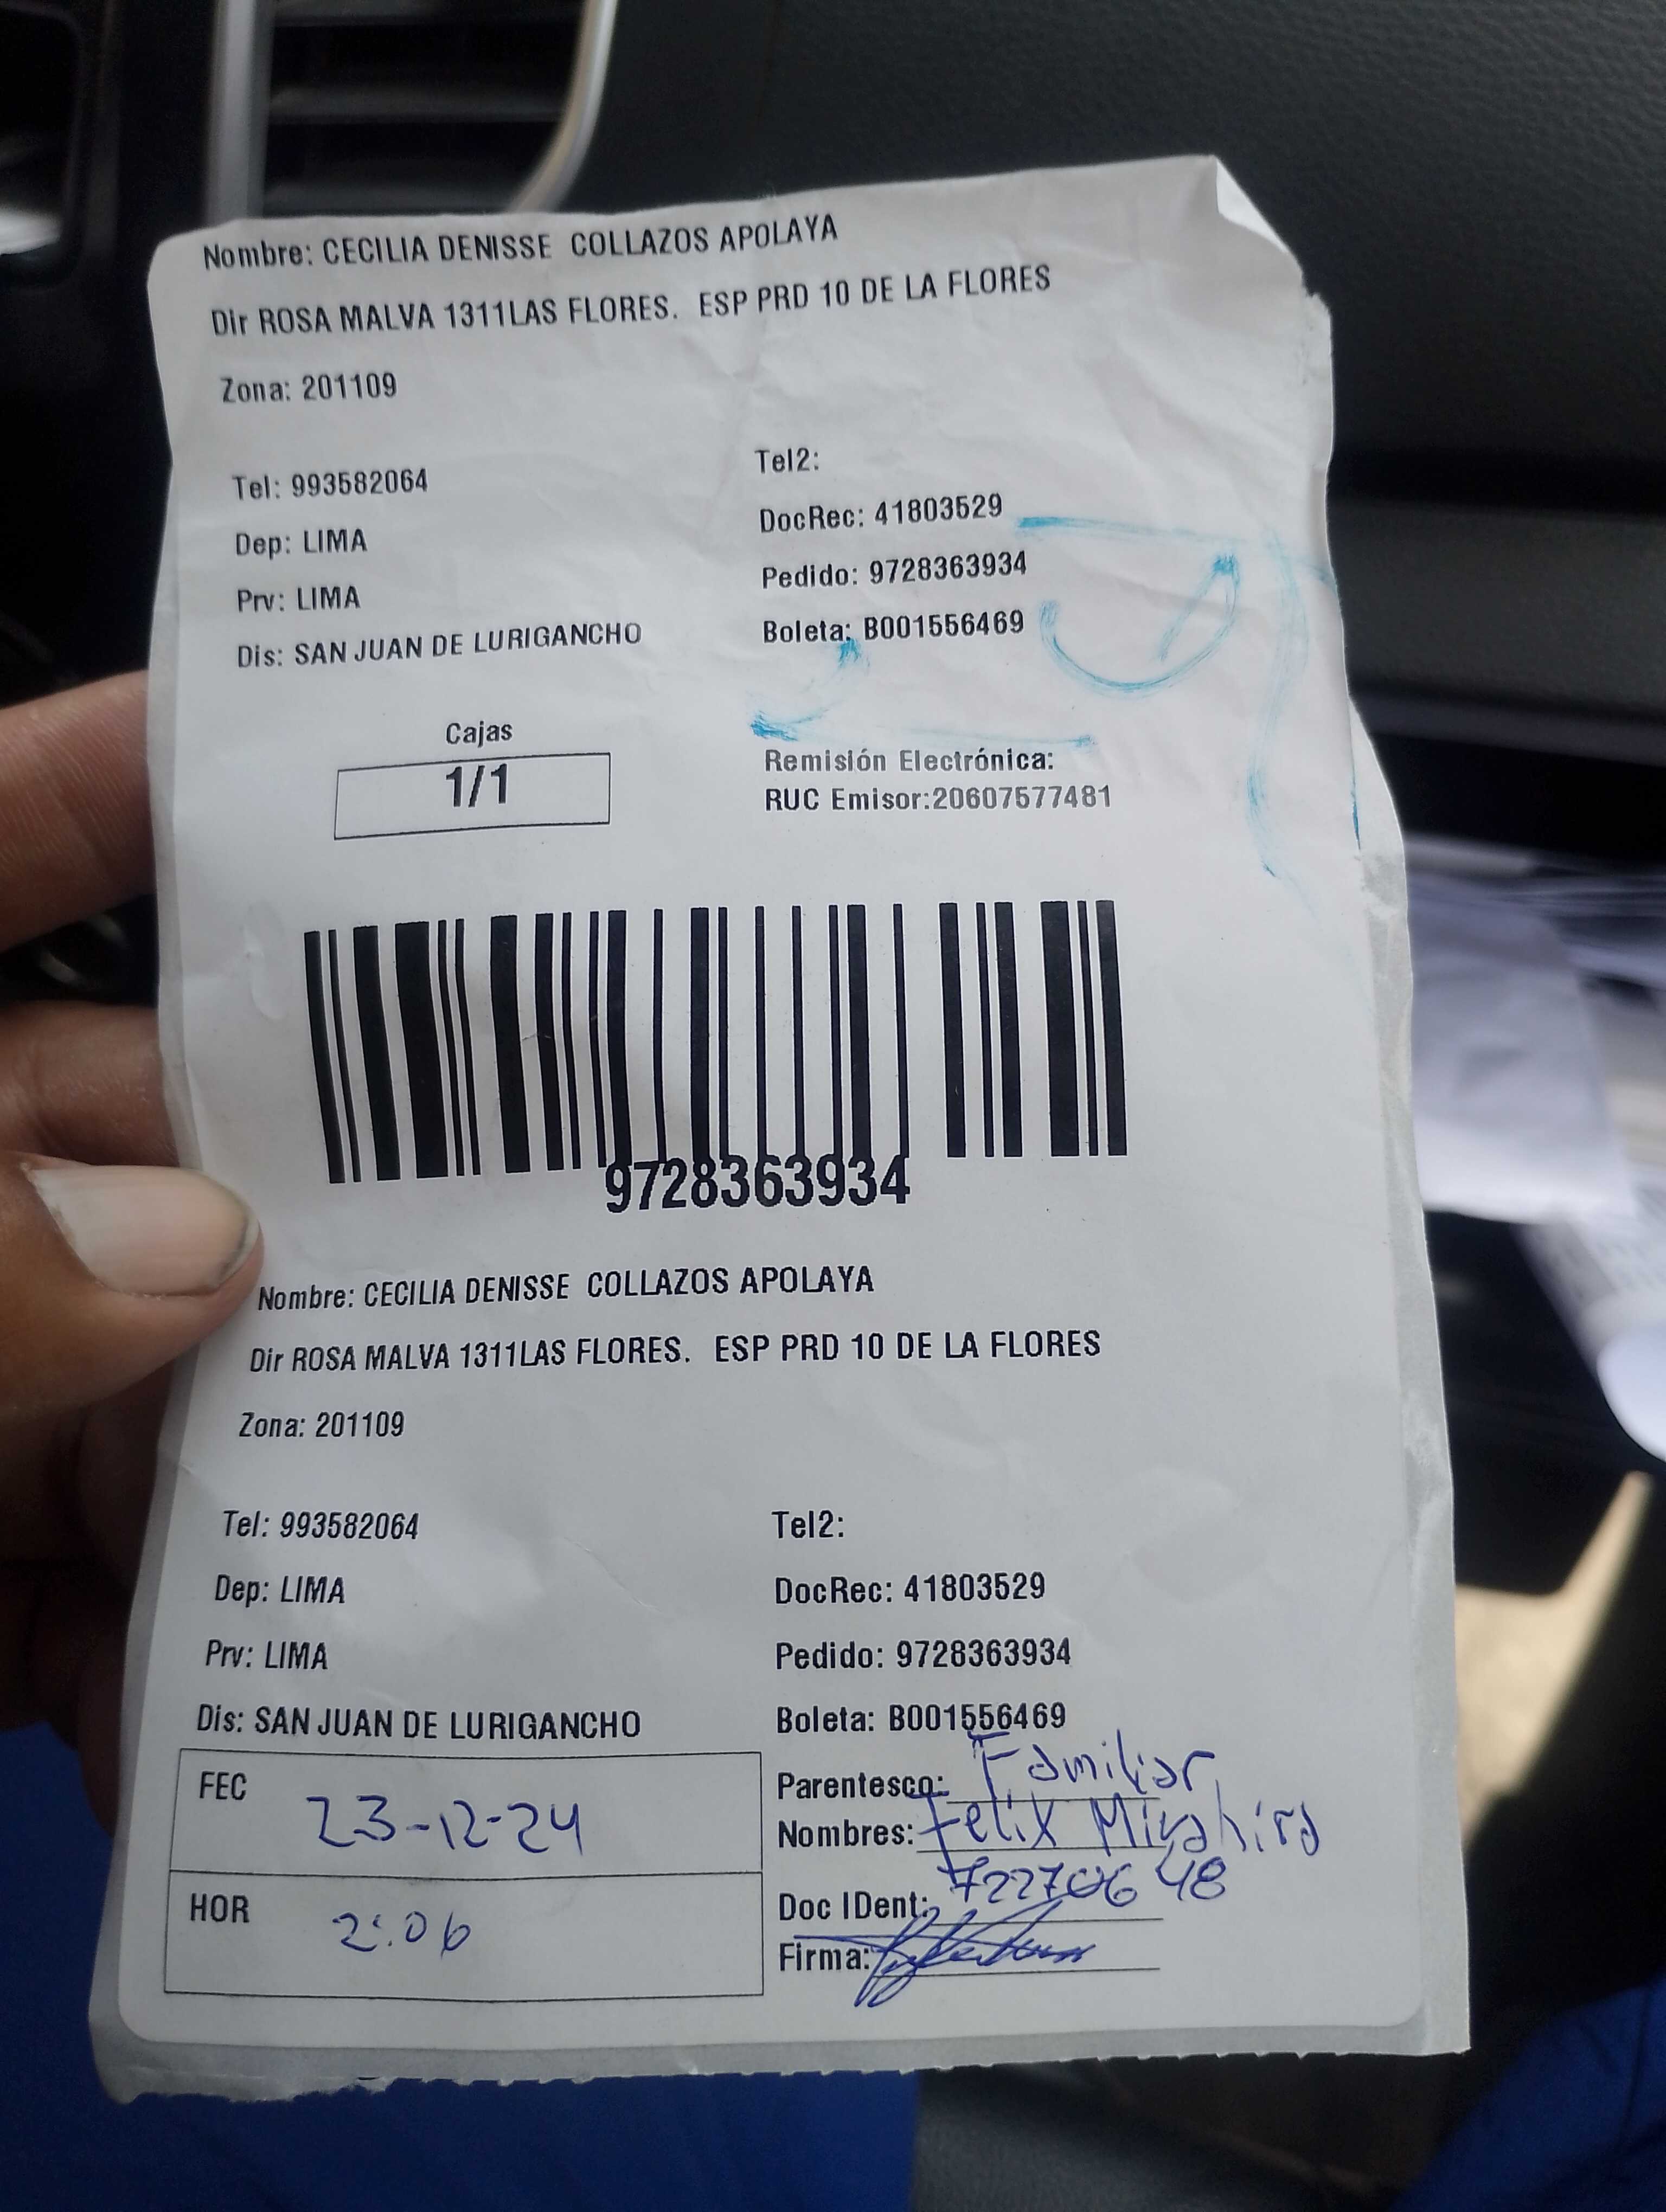 Nombre: CECILIA DENISSE COLLAZOS APOLAYA
Dir ROSA MALVA 1311LAS FLORES. ESP PRD 10 DE LA FLORES
Zona: 201109
Tel: 993582064
Tel2:
Dep: LIMA
DocRec: 41803529
Prv: LIMA
Pedido: 9728363934
Dis: SAN JUAN DE LURIGANCHO
Boleta: B001556469
Cajas
1/1
Remisión Electrónica:
RUC Emisor:20607577481
9728363934
Nombre: CECILIA DENISSE COLLAZOS APOLAYA
Dir ROSA MALVA 1311LAS FLORES. ESP PRD 10 DE LA FLORES
Zona: 201109
Tel: 993582064
Tel2:
Dep: LIMA
DocRec: 41803529
Prv: LIMA
Pedido: 9728363934
Dis: SAN JUAN DE LURIGANCHO
Boleta: B001556469
FEC 23-12-24
HOR 2:06
Parentesco: Familiar
Nombres: Felix
Doc IDent: 72270648
Firma: